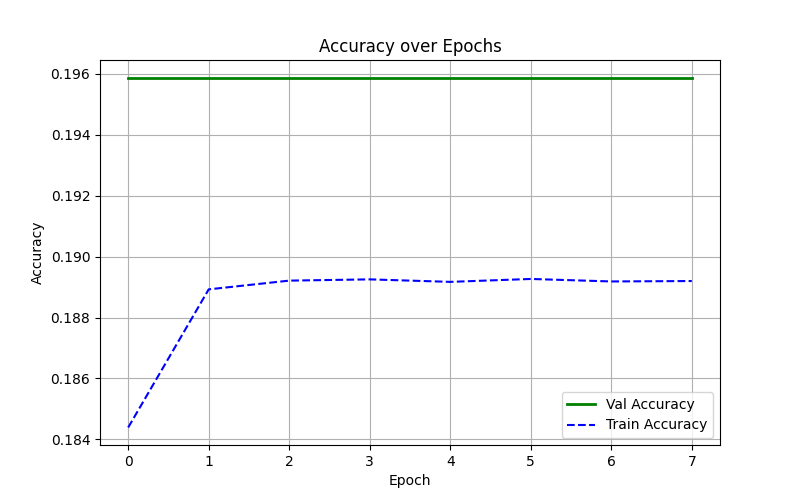 Accuracy over Epochs
0.196
0.194
0.192
0.190
0.188
0.186
0.184
Accuracy
0 1 2 3 4 5 6 7
Epoch
Val Accuracy
Train Accuracy